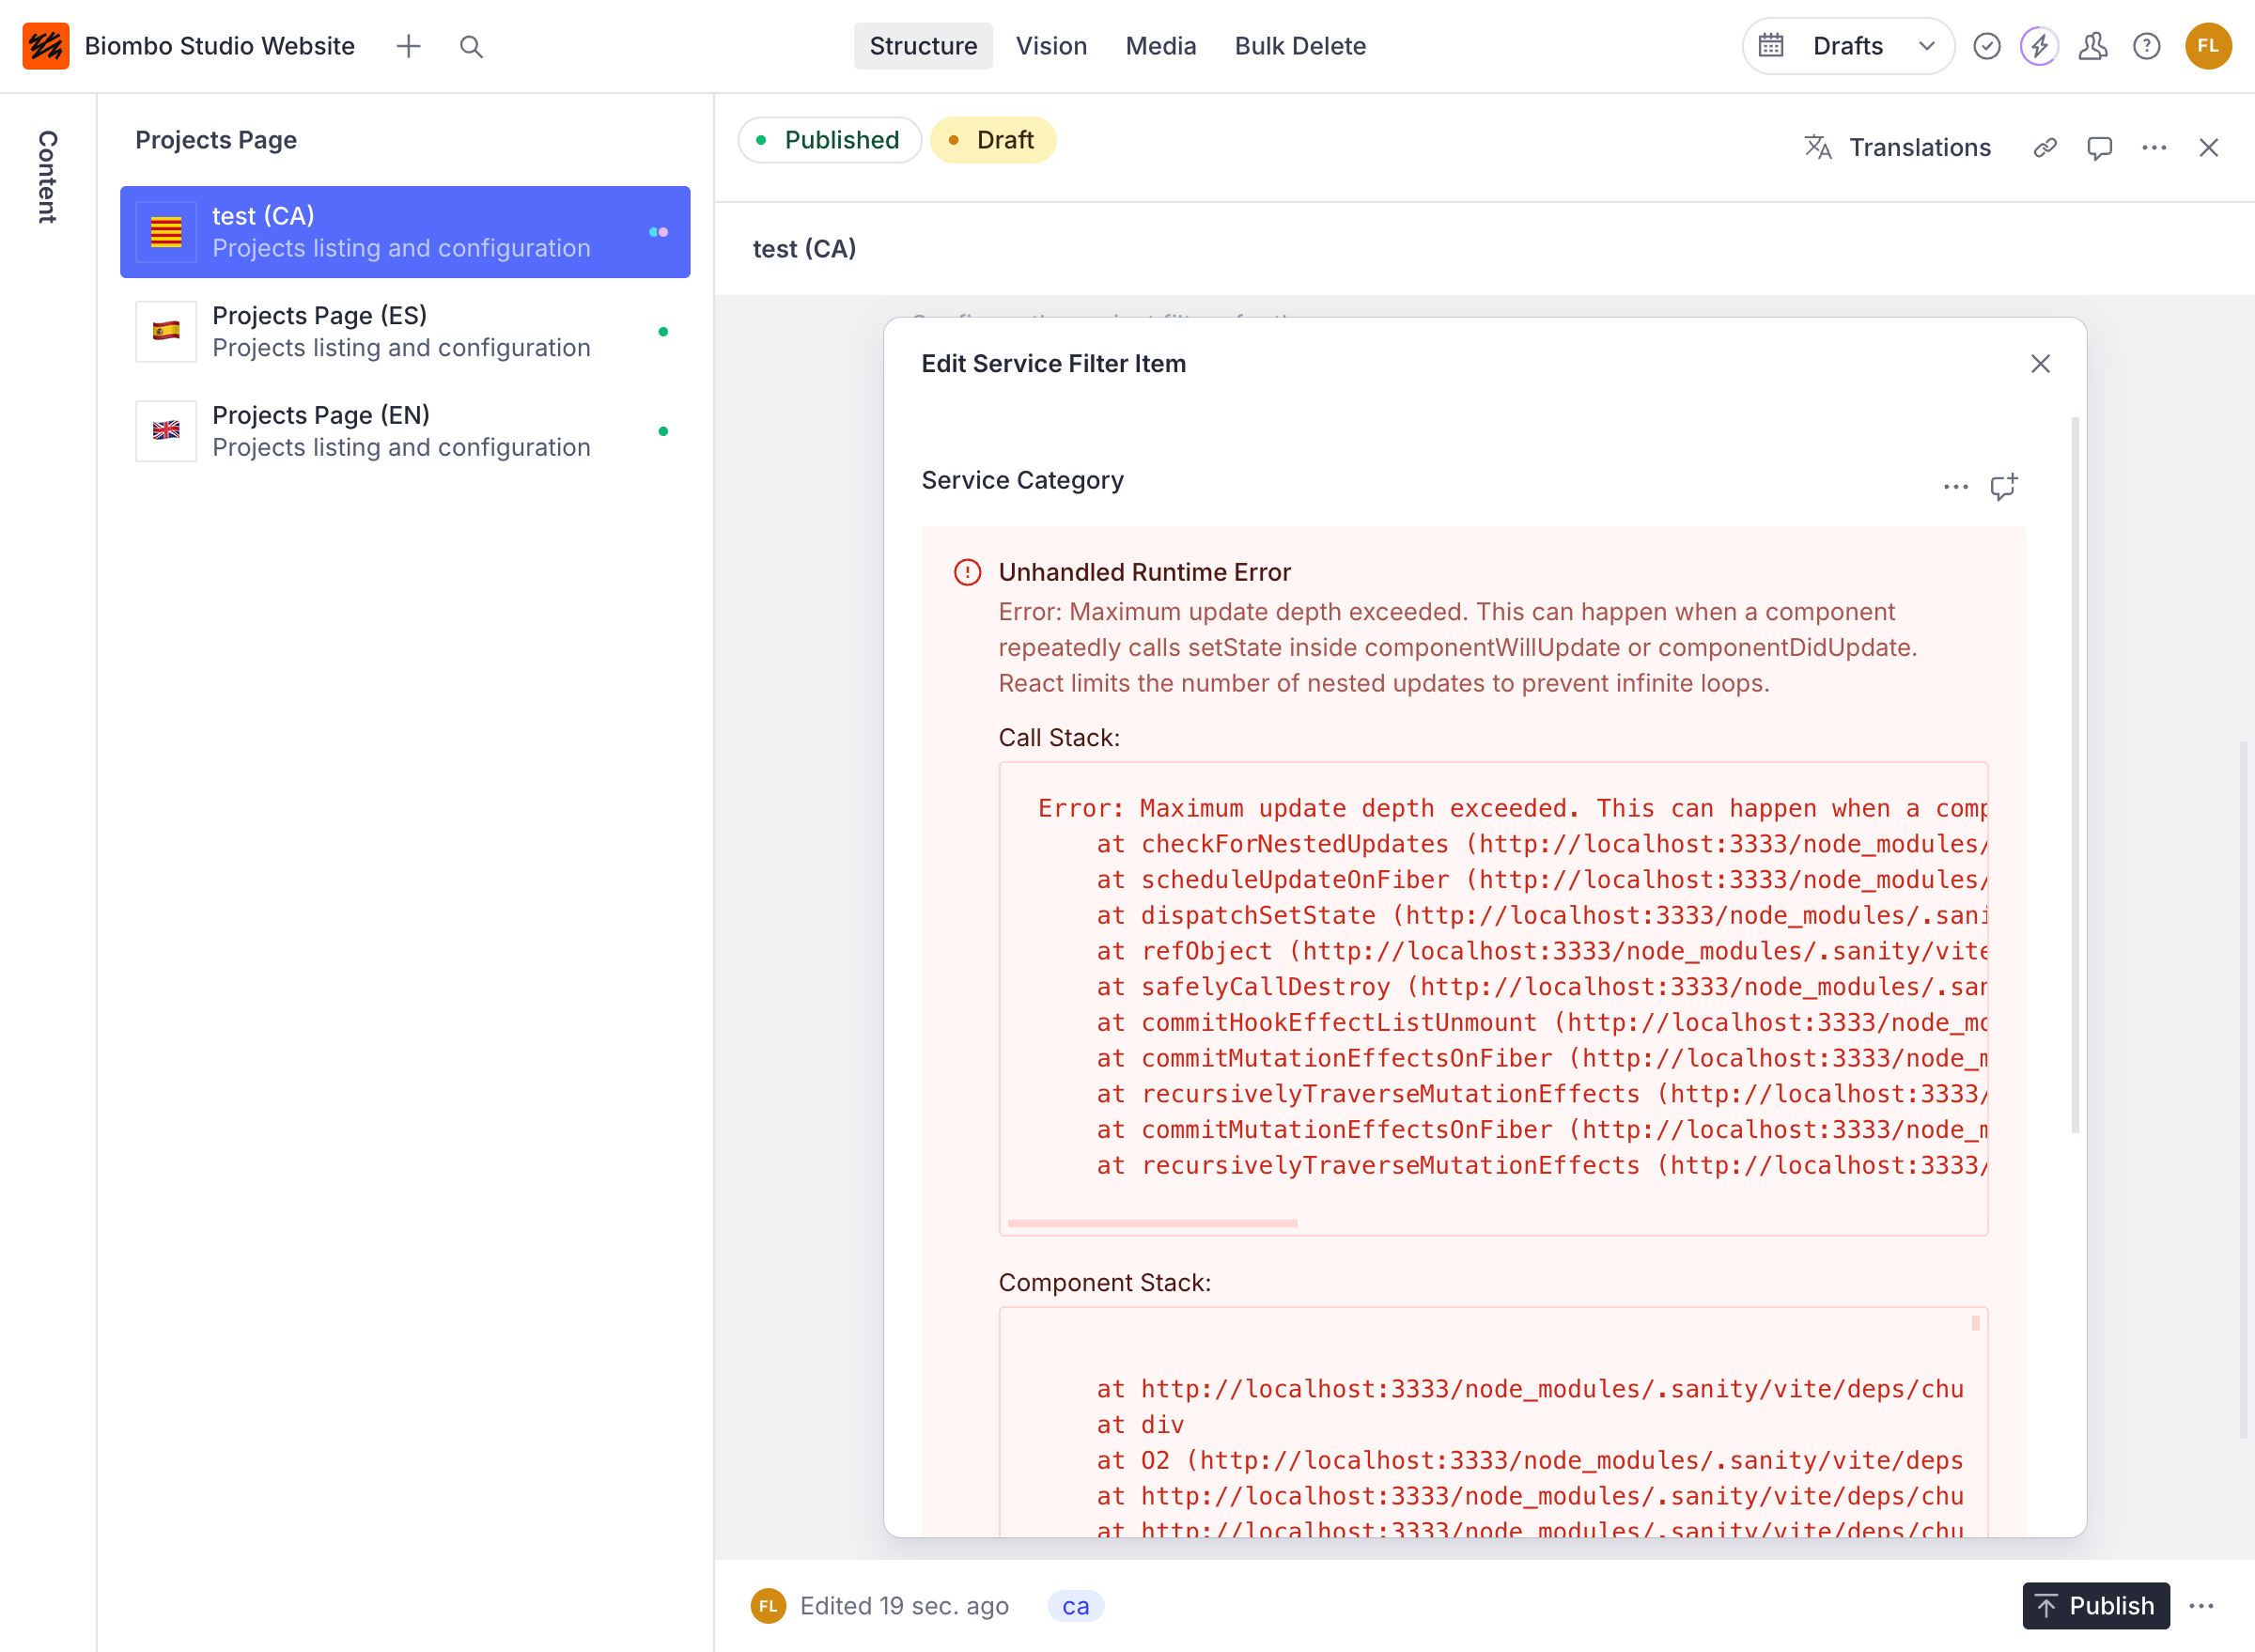 Biombo Studio Website
Structure
Vision
Media
Bulk Delete
Drafts
FL
Content
Projects Page
test (CA)
Projects listing and configuration
Projects Page (ES)
Projects listing and configuration
Projects Page (EN)
Projects listing and configuration
Published
Draft
Translations
test (CA)
Edit Service Filter Item
Service Category
Unhandled Runtime Error
Error: Maximum update depth exceeded. This can happen when a component
repeatedly calls setState inside componentWillUpdate or componentDidUpdate.
React limits the number of nested updates to prevent infinite loops.
Call Stack:
Error: Maximum update depth exceeded. This can happen when a comp
at checkForNestedUpdates (http://localhost:3333/node_modules/
at scheduleUpdateOnFiber (http://localhost:3333/node_modules/
at dispatchSetState (http://localhost:3333/node_modules/.sani
at refObject (http://localhost:3333/node_modules/.sanity/vite
at safelyCallDestroy (http://localhost:3333/node_modules/.san
at commitHookEffectListUnmount (http://localhost:3333/node_mo
at commitMutationEffectsOnFiber (http://localhost:3333/node_m
at recursivelyTraverseMutationEffects (http://localhost:3333/
at commitMutationEffectsOnFiber (http://localhost:3333/node_m
at recursivelyTraverseMutationEffects (http://localhost:3333/
Component Stack:
at http://localhost:3333/node_modules/.sanity/vite/deps/chu
at div
at O2 (http://localhost:3333/node_modules/.sanity/vite/deps
at http://localhost:3333/node_modules/.sanity/vite/deps/chu
at http://localhost:3333/node_modules/.sanity/vite/deps/chu
FL
Edited 19 sec. ago
ca
Publish